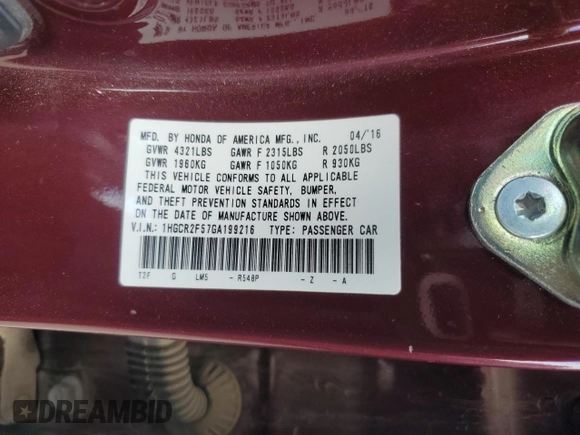 MFD. BY HONDA OF AMERICA MFG., INC. 04/'16
GVWR 4321LBS GAWR F 2315LBS R 2050LBS
GVWR 1960KG GAWR F 1050KG R 930KG
THIS VEHICLE CONFORMS TO ALL APPLICABLE
FEDERAL MOTOR VEHICLE SAFETY, BUMPER,
AND THEFT PREVENTION STANDARDS IN EFFECT
ON THE DATE OF MANUFACTURE SHOWN ABOVE.
V.I.N.: 1HGCR2F57GA199216 TYPE: PASSENGER CAR
T2F G LM5 - R548P - Z - A
DREAMBID